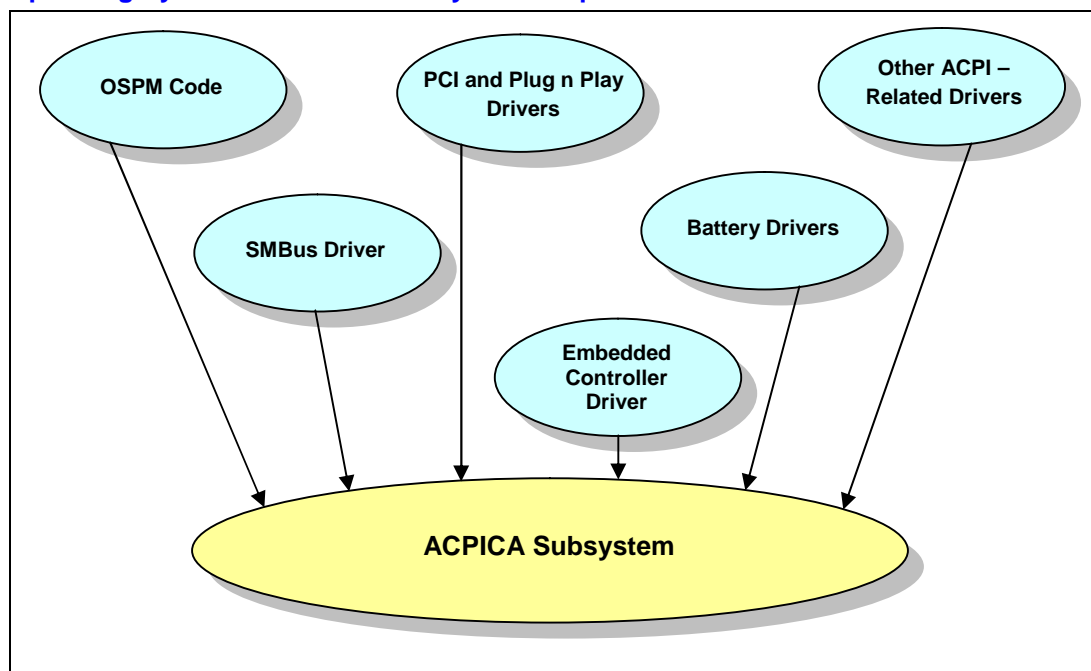 OSPM Code
PCI and Plug n Play
Drivers
Other ACPI –
Related Drivers
SMBus Driver
Battery Drivers
Embedded
Controller
Driver
ACPICA Subsystem